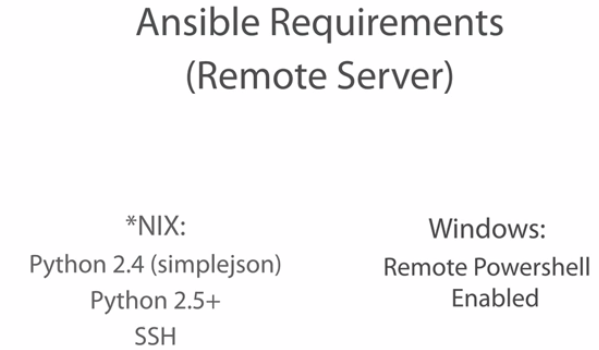 Ansible Requirements
(Remote Server)
*NIX:
Python 2.4 (simplejson)
Python 2.5+
SSH
Windows:
Remote Powershell
Enabled